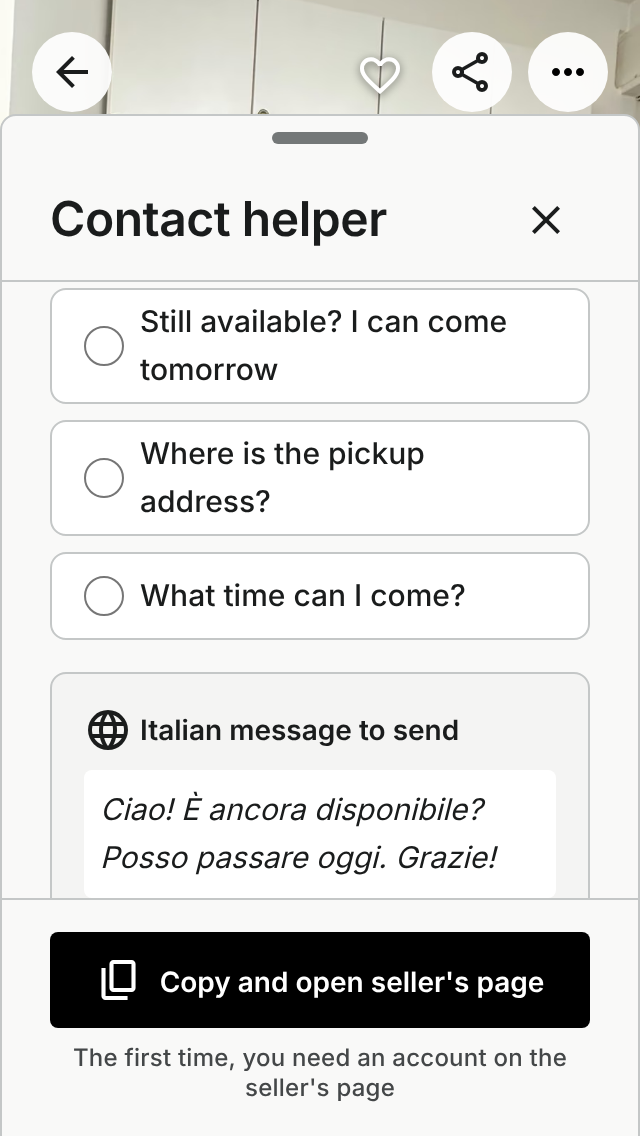 Contact helper
Still available? I can come
tomorrow
Where is the pickup
address?
What time can I come?
Italian message to send
Ciao! È ancora disponibile?
Posso passare oggi. Grazie!
Copy and open seller's page
The first time, you need an account on the
seller's page